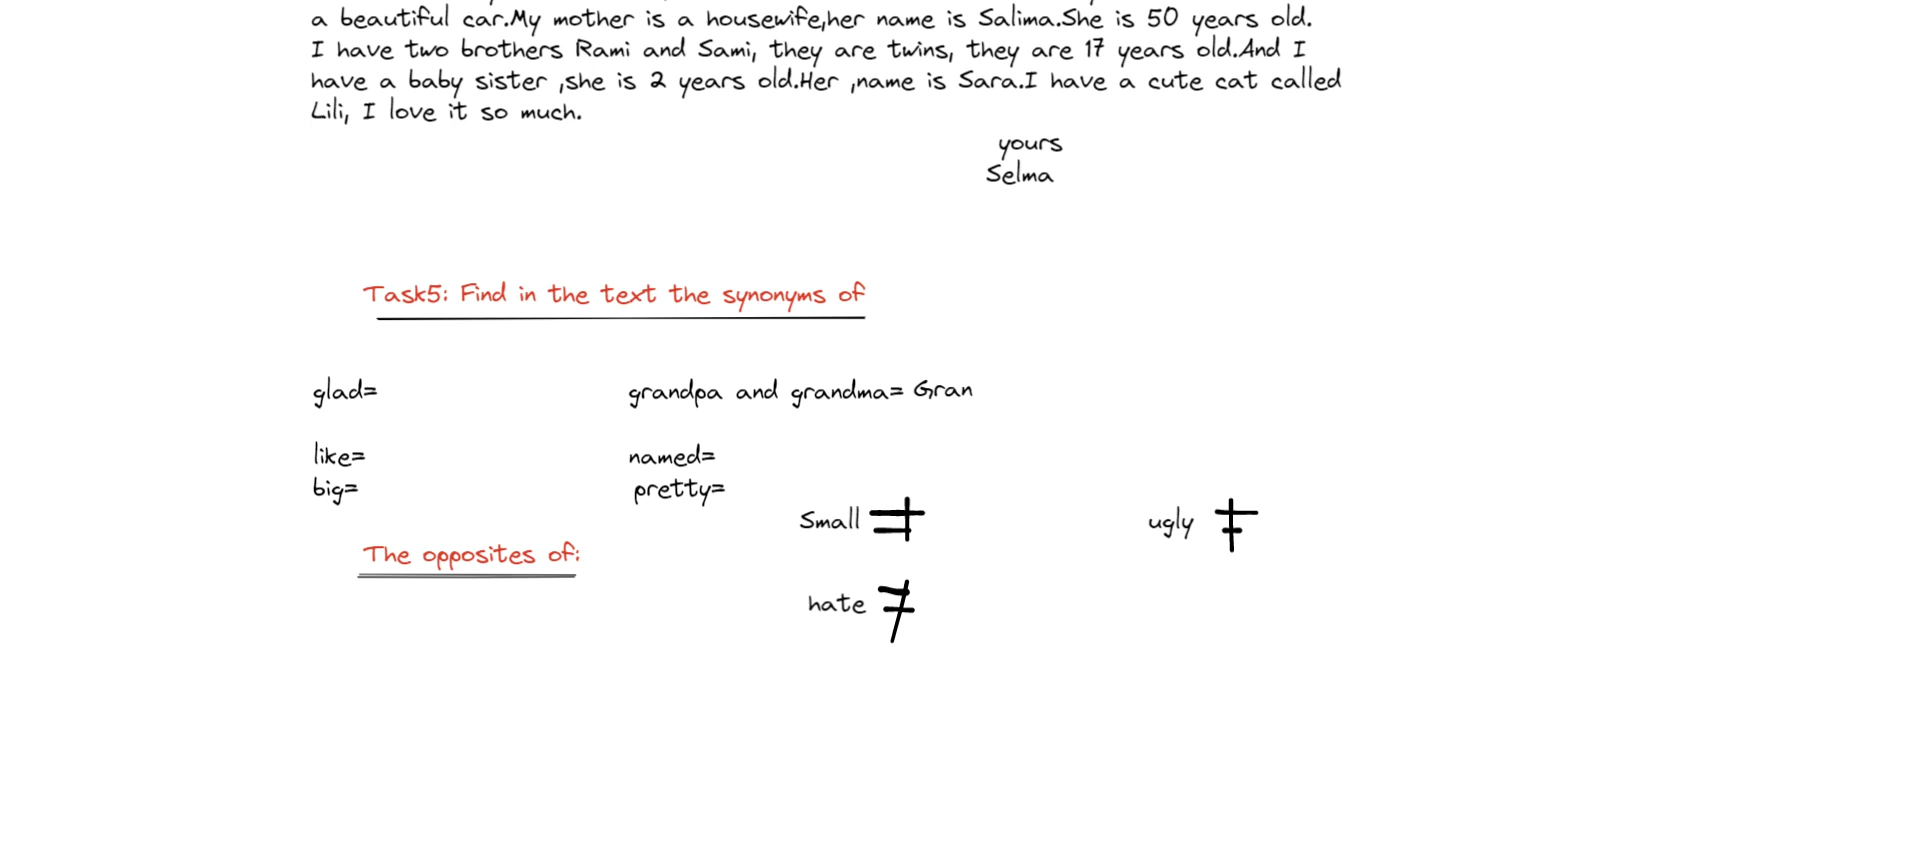 a beautiful car.My mother is a housewife,her name is Salima.She is 50 years old.
I have two brothers Rami and Sami, they are twins, they are 17 years old.And I
have a baby sister ,she is 2 years old.Her ,name is Sara.I have a cute cat called
Lili, I love it so much.
yours
Selma
Task5: Find in the text the synonyms of
glad=
grandpa and grandma= Gran
like=
named=
big=
pretty=
Small ≠
ugly ≠
The opposites of:
hate ≠